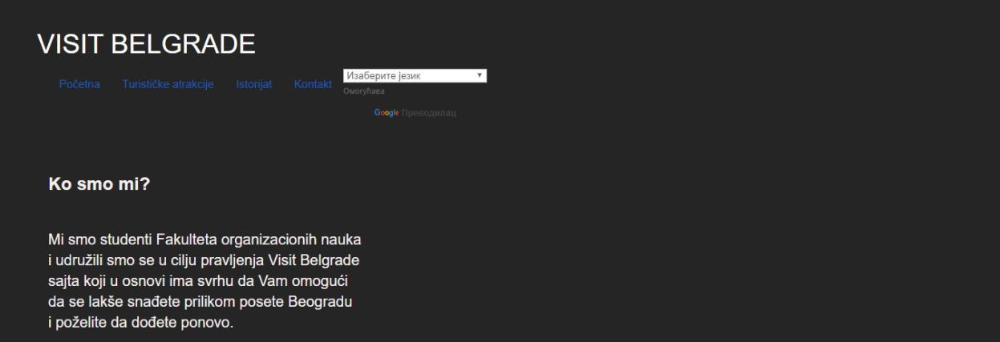 VISIT BELGRADE
Početna Turističke atrakcije Istorijat Kontakt Изаберите језик
Омогућава
Google Преводилац
Ko smo mi?
Mi smo studenti Fakulteta organizacionih nauka
i udružili smo se u cilju pravljenja Visit Belgrade
sajta koji u osnovi ima svrhu da Vam omogući
da se lakše snađete prilikom posete Beogradu
i poželite da dođete ponovo.